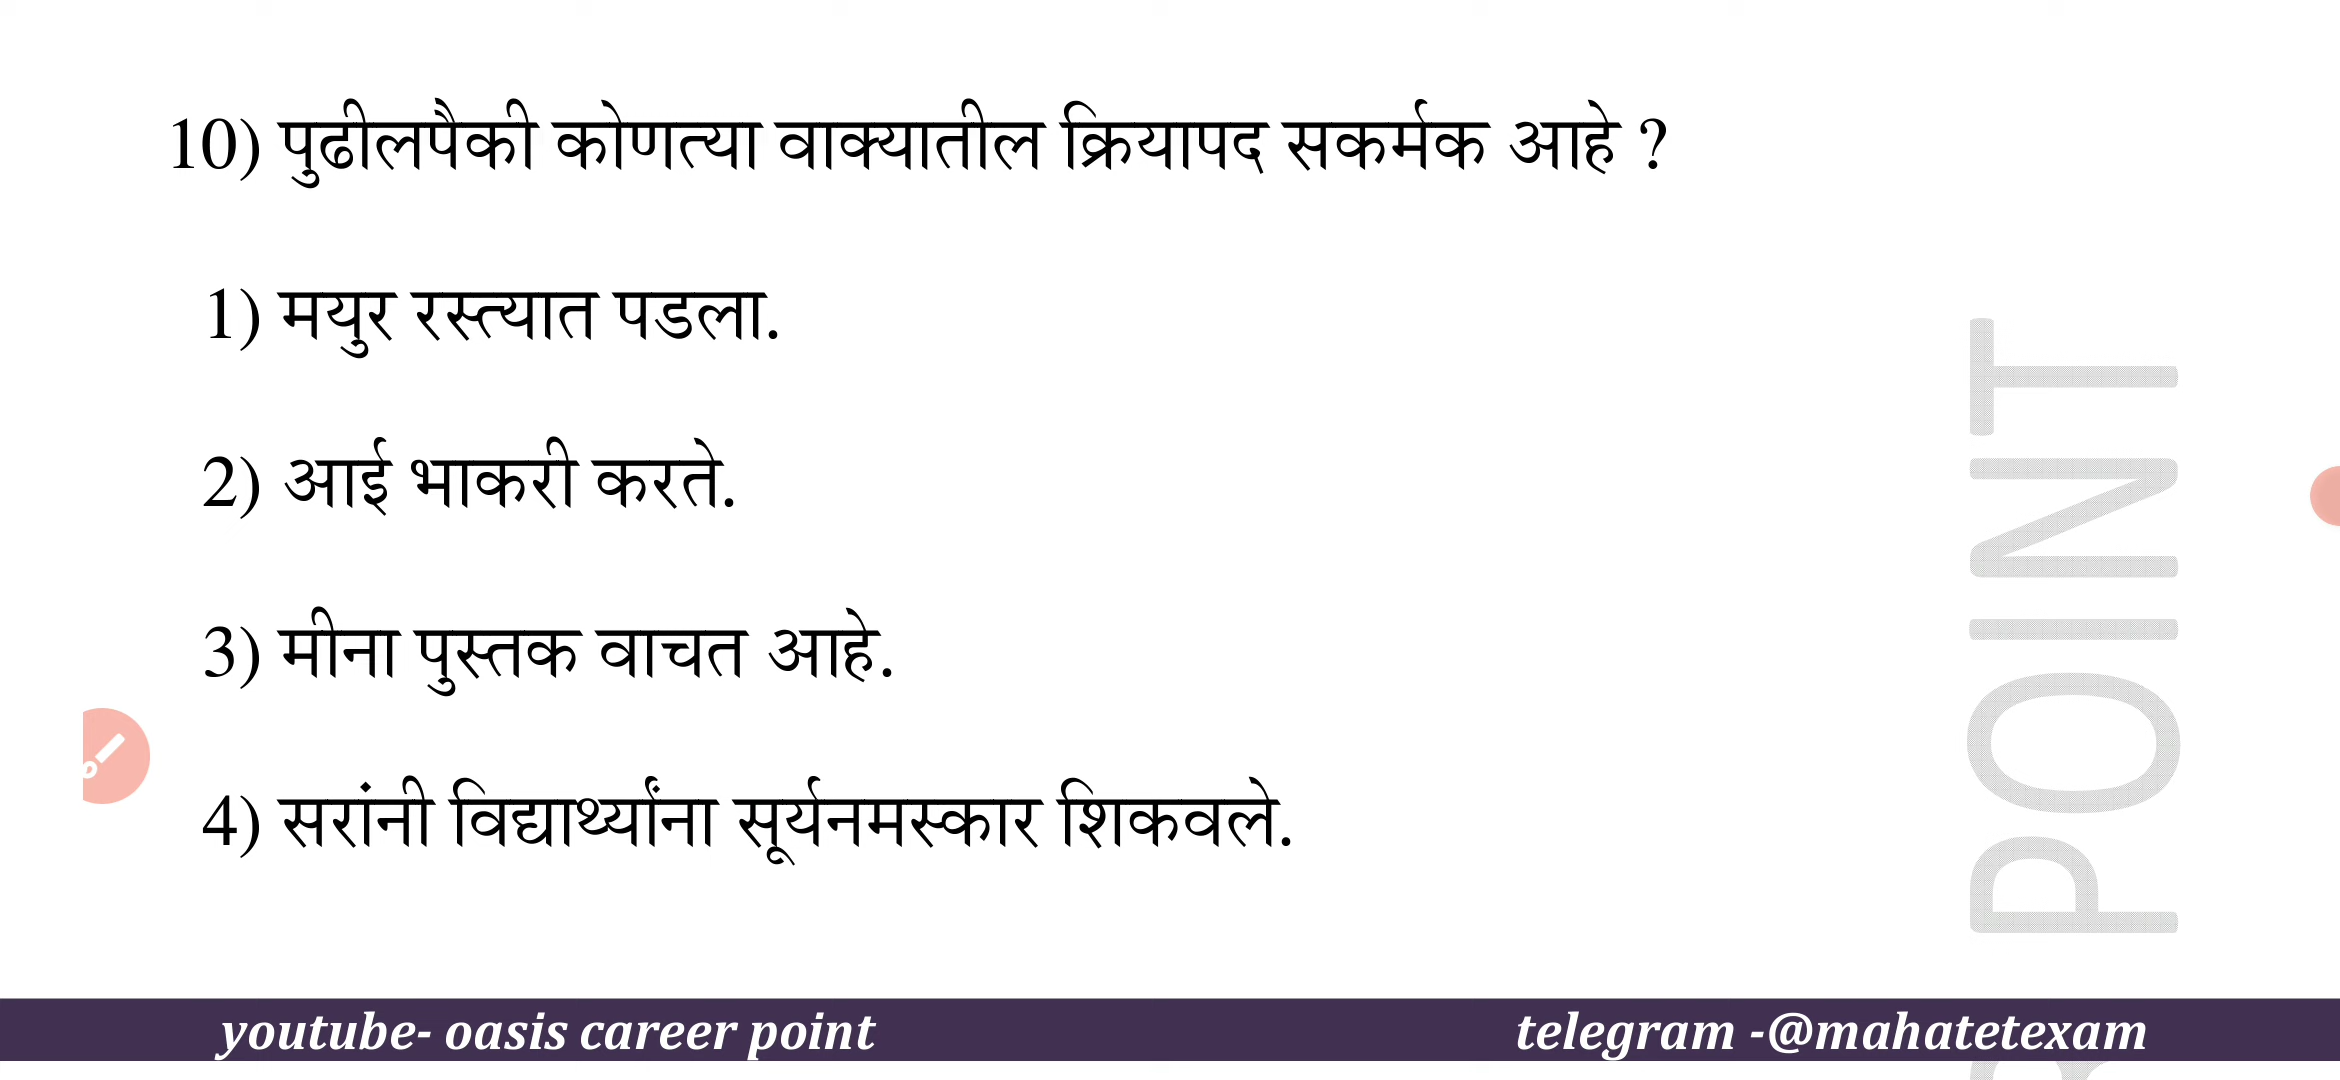 10) पुढीलपैकी कोणत्या वाक्यातील क्रियापद सकर्मक आहे ?
1) मयुर रस्त्यात पडला.
2) आई भाकरी करते.
3) मीना पुस्तक वाचत आहे.
4) सरांनी विद्यार्थ्यांना सूर्यनमस्कार शिकवले.
POINT
youtube- oasis career point
telegram -@mahatetexam